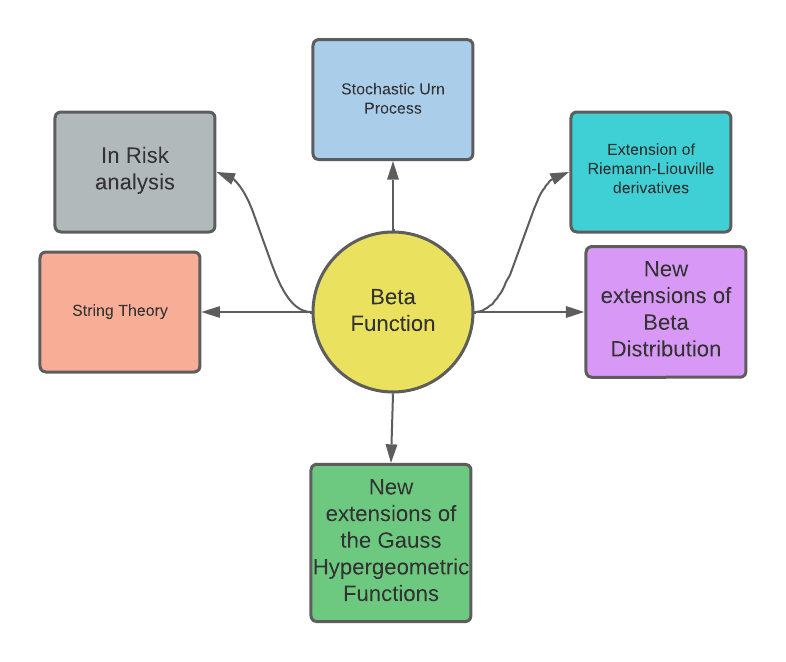 Stochastic Urn
Process
In Risk
analysis
Extension of
Riemann-Liouville
derivatives
String Theory
Beta
Function
New
extensions of
Beta
Distribution
New
extensions of
the Gauss
Hypergeometric
Functions